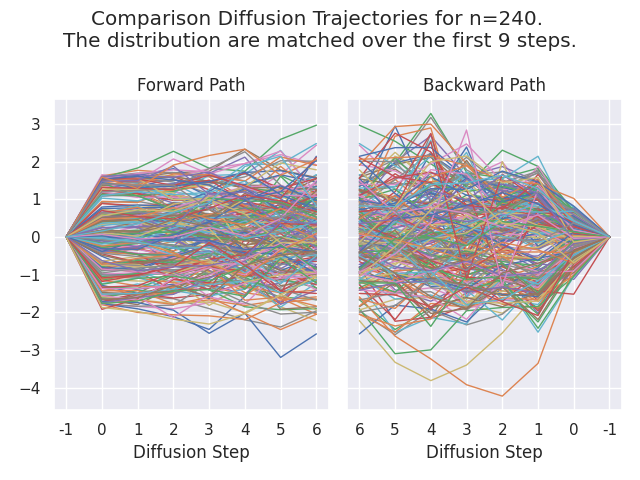 Comparison Diffusion Trajectories for n=240.
The distribution are matched over the first 9 steps.
Forward Path
Backward Path
3
2
1
0
−1
−2
−3
−4
-1 0 1 2 3 4 5 6
6 5 4 3 2 1 0 -1
Diffusion Step
Diffusion Step